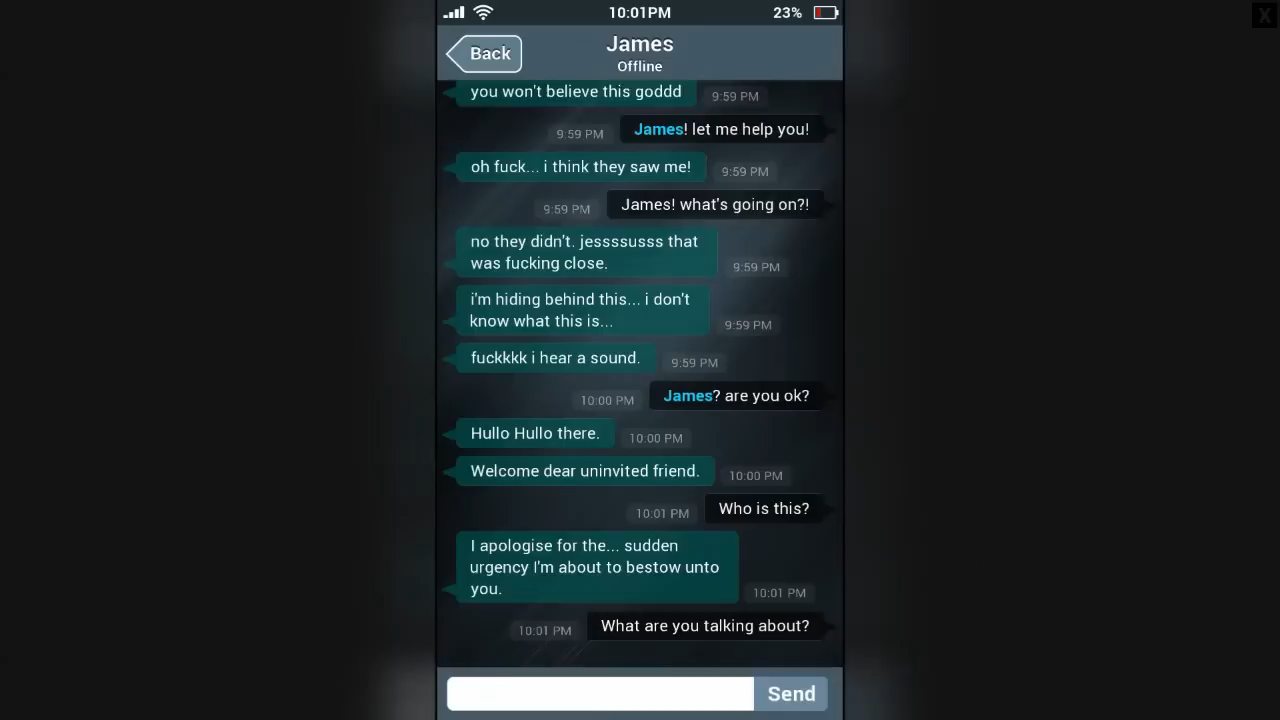 10:01PM
23%
X
Back
James
Offline
you won't believe this goddd
9:59 PM
9:59 PM
James! let me help you!
oh fuck... i think they saw me!
9:59 PM
9:59 PM
James! what's going on?!
no they didn't. jessssusss that
was fucking close.
9:59 PM
i'm hiding behind this... i don't
know what this is...
9:59 PM
fuckkkk i hear a sound.
9:59 PM
10:00 PM
James? are you ok?
Hullo Hullo there.
10:00 PM
Welcome dear uninvited friend.
10:00 PM
10:01 PM
Who is this?
I apologise for the... sudden
urgency I'm about to bestow unto
you.
10:01 PM
10:01 PM
What are you talking about?
Send